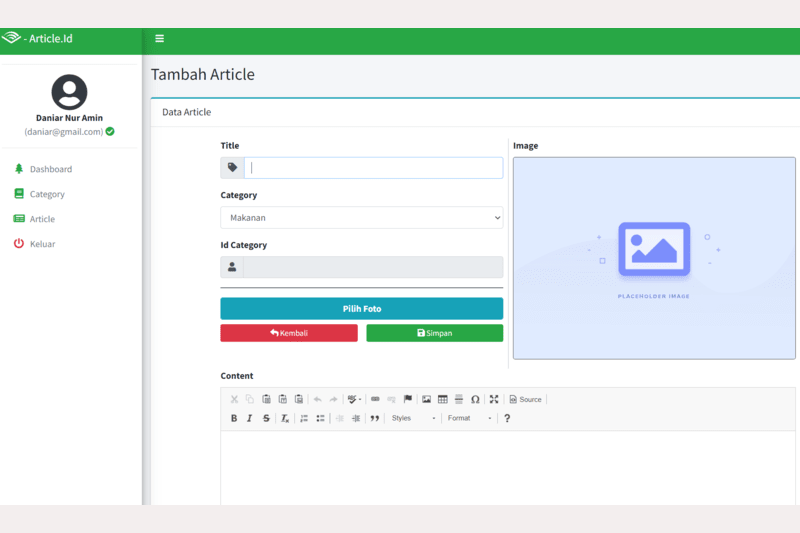 - Article.Id
Daniar Nur Amin
(daniar@gmail.com)
Dashboard
Category
Article
Keluar
Tambah Article
Data Article
Title
Category
Makanan
Id Category
Pilih Foto
Kembali
Simpan
Image
PLACEHOLDER IMAGE
Content
Source
B I S Tx Styles Format ?